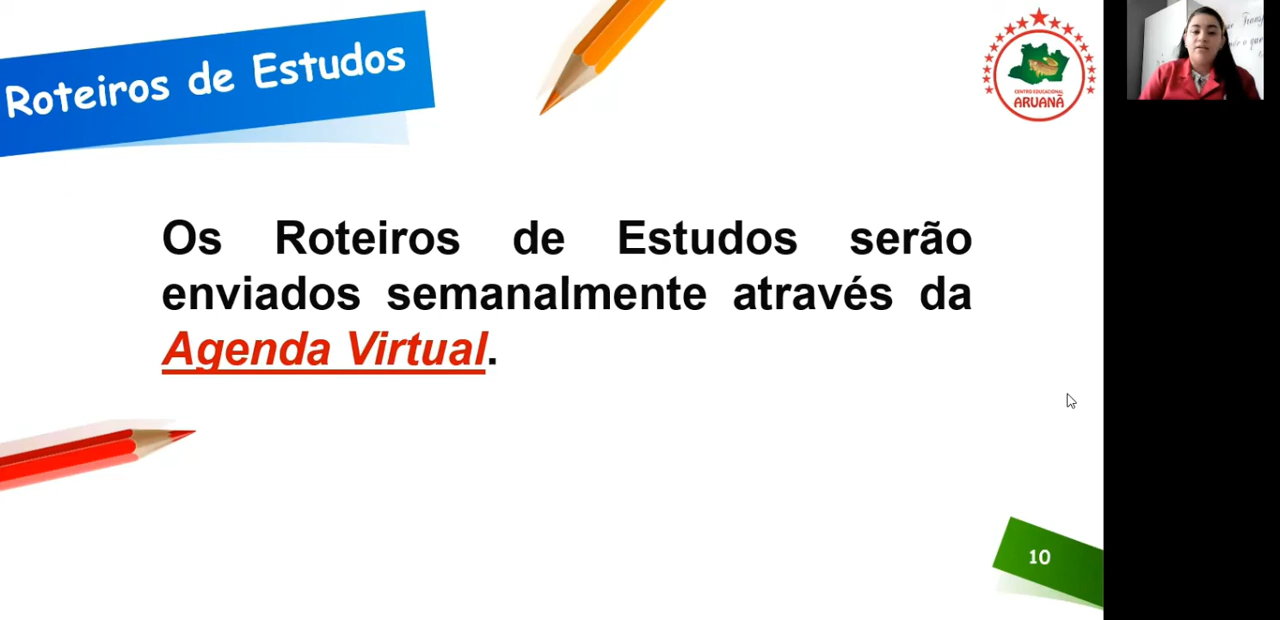 Roteiros de Estudos
CENTRO EDUCACIONAL
ARUANÃ
Os Roteiros de Estudos serão
enviados semanalmente através da
Agenda Virtual.
10